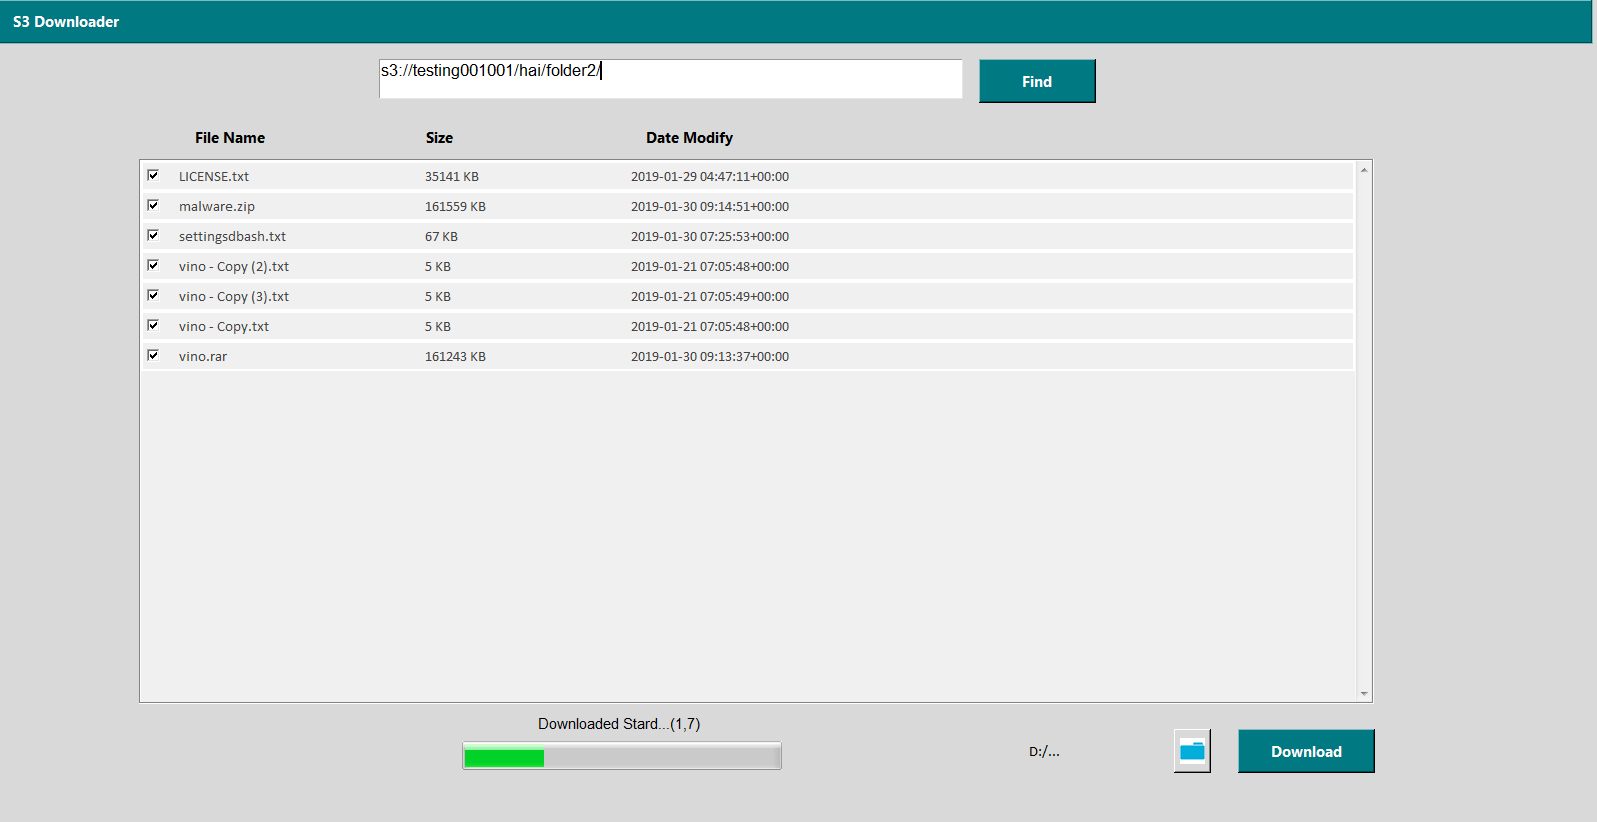 S3 Downloader
s3://testing001001/hai/folder2/
Find
File Name Size Date Modify
LICENSE.txt 35141 KB 2019-01-29 04:47:11+00:00
malware.zip 161559 KB 2019-01-30 09:14:51+00:00
settingsdbash.txt 67 KB 2019-01-30 07:25:53+00:00
vino - Copy (2).txt 5 KB 2019-01-21 07:05:48+00:00
vino - Copy (3).txt 5 KB 2019-01-21 07:05:49+00:00
vino - Copy.txt 5 KB 2019-01-21 07:05:48+00:00
vino.rar 161243 KB 2019-01-30 09:13:37+00:00
Downloaded Stard...(1,7)
D:/...
Download